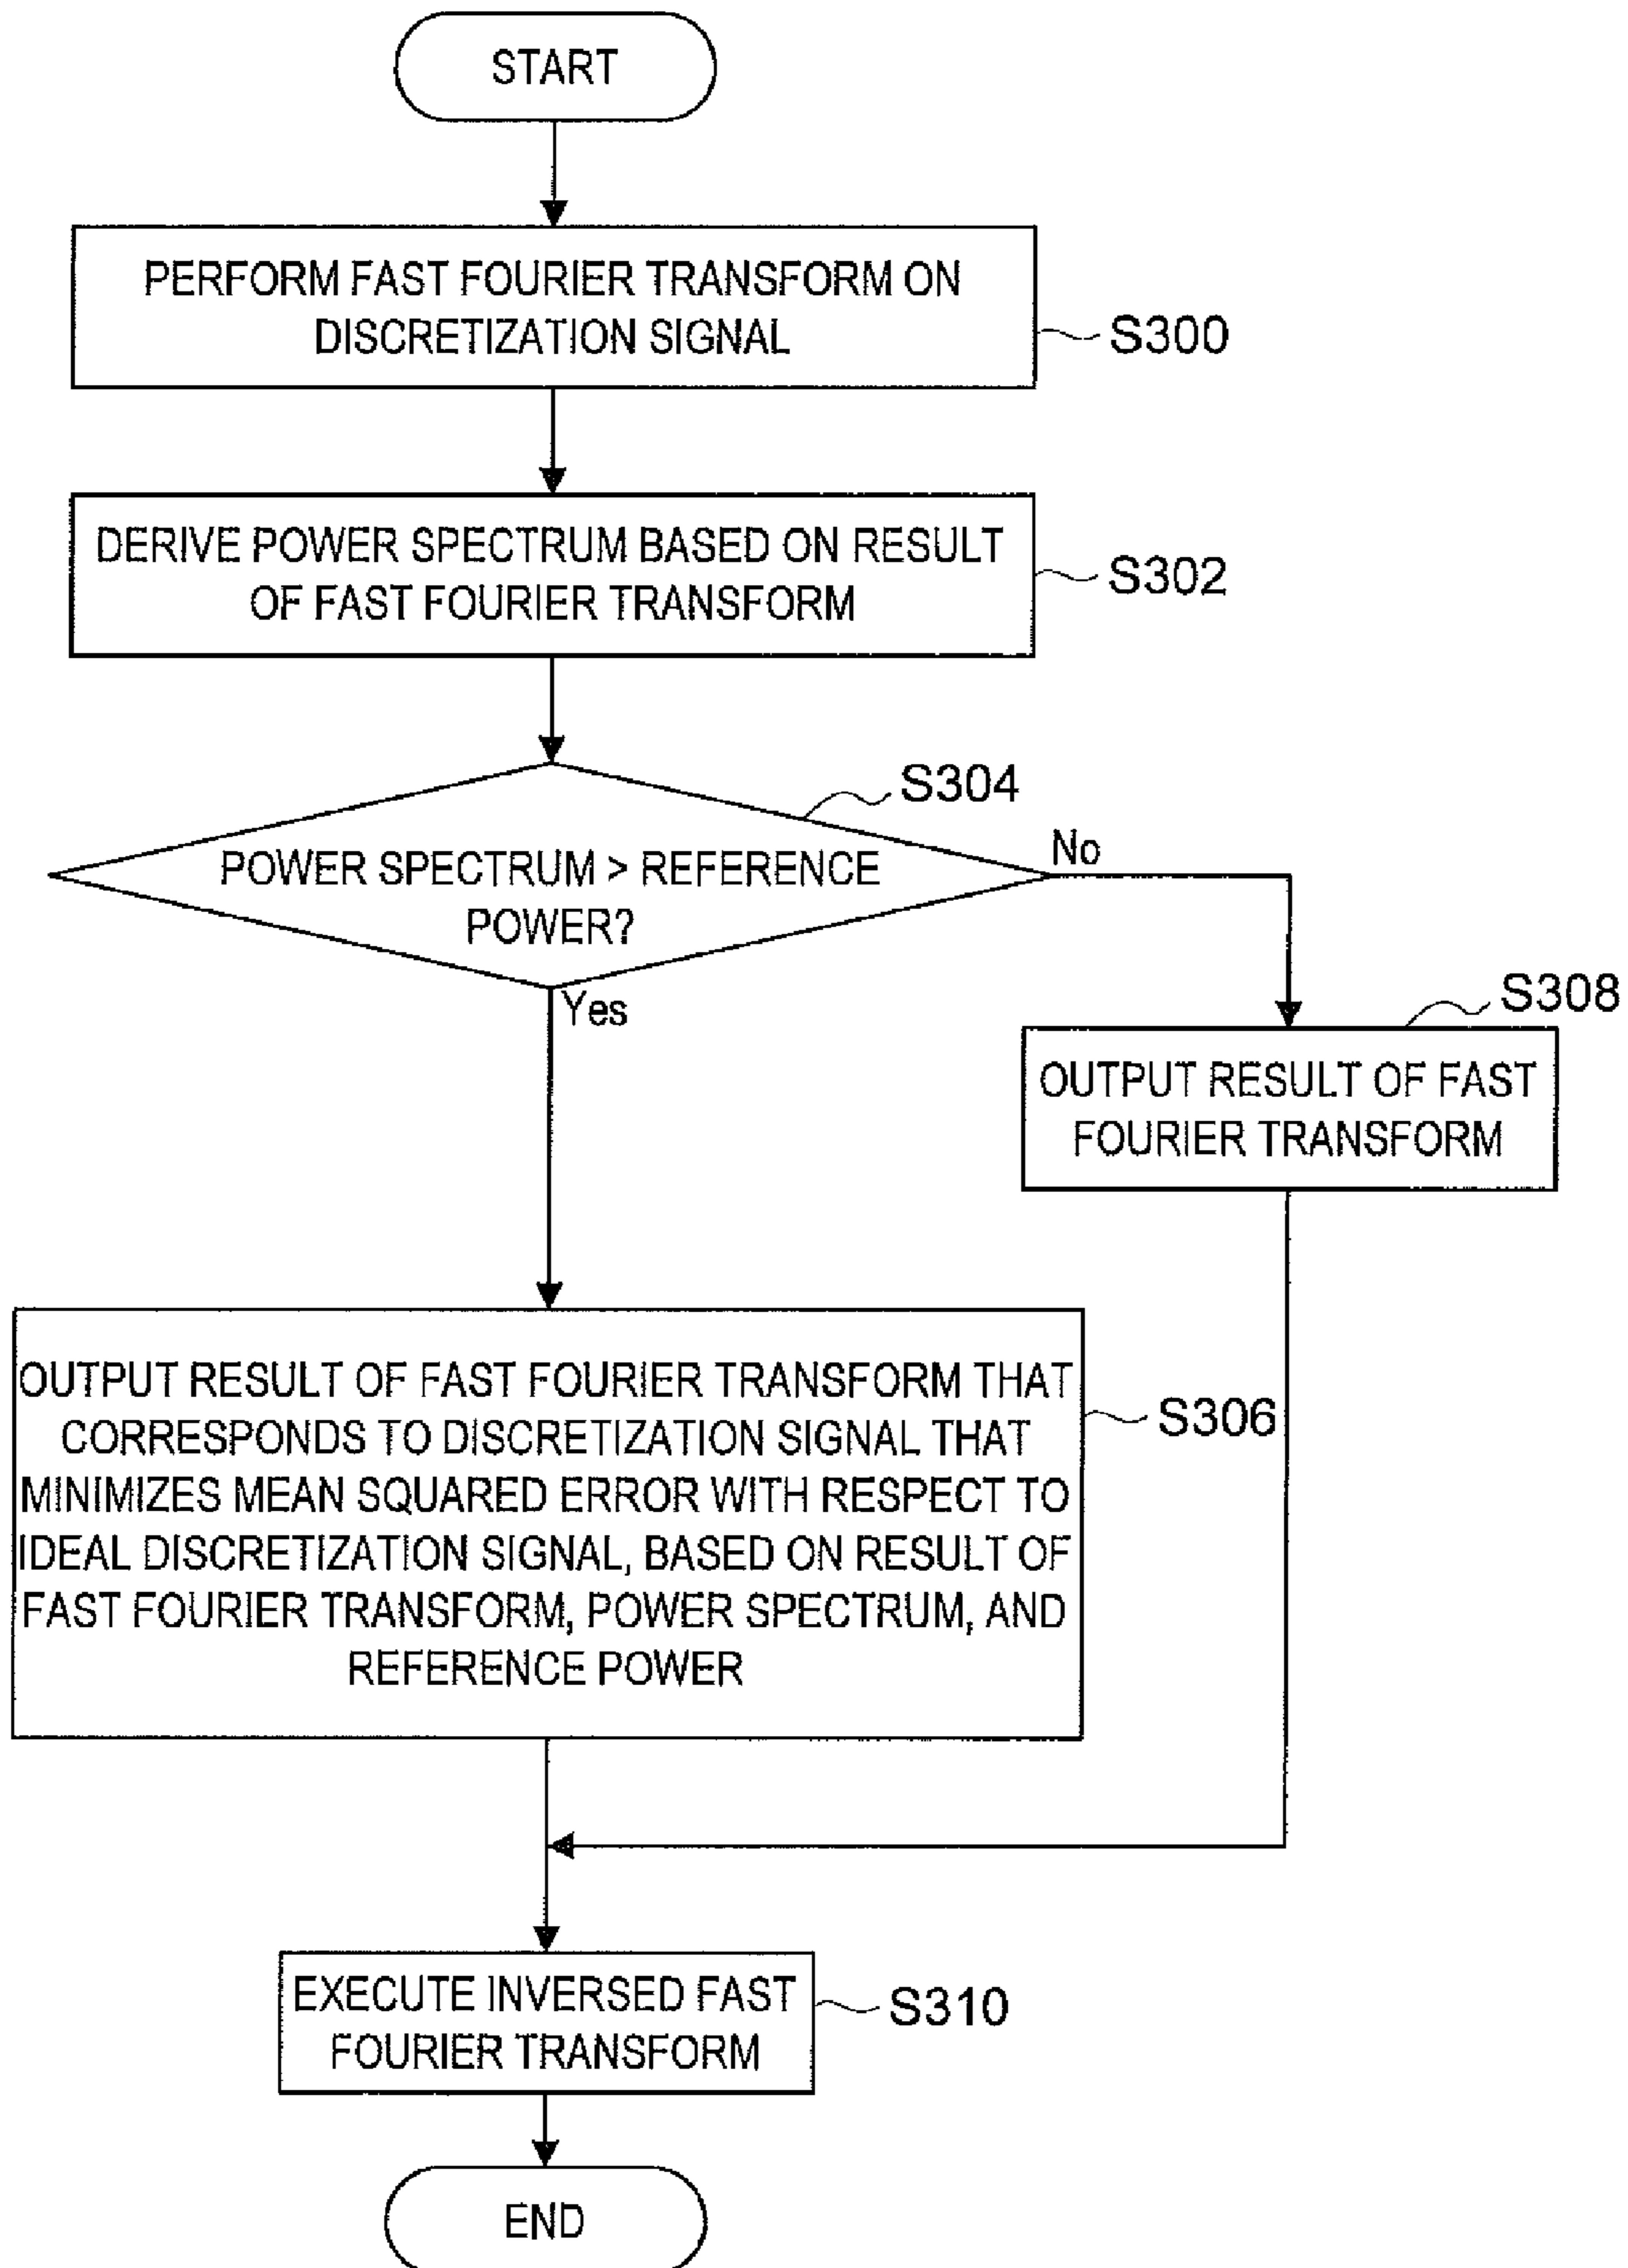 START
PERFORM FAST FOURIER TRANSFORM ON
DISCRETIZATION SIGNAL
S300
DERIVE POWER SPECTRUM BASED ON RESULT
OF FAST FOURIER TRANSFORM
S302
S304
POWER SPECTRUM > REFERENCE
POWER?
No
Yes
S308
OUTPUT RESULT OF FAST
FOURIER TRANSFORM
OUTPUT RESULT OF FAST FOURIER TRANSFORM THAT
CORRESPONDS TO DISCRETIZATION SIGNAL THAT
MINIMIZES MEAN SQUARED ERROR WITH RESPECT TO
IDEAL DISCRETIZATION SIGNAL, BASED ON RESULT OF
FAST FOURIER TRANSFORM, POWER SPECTRUM, AND
REFERENCE POWER
S306
EXECUTE INVERSED FAST
FOURIER TRANSFORM
S310
END